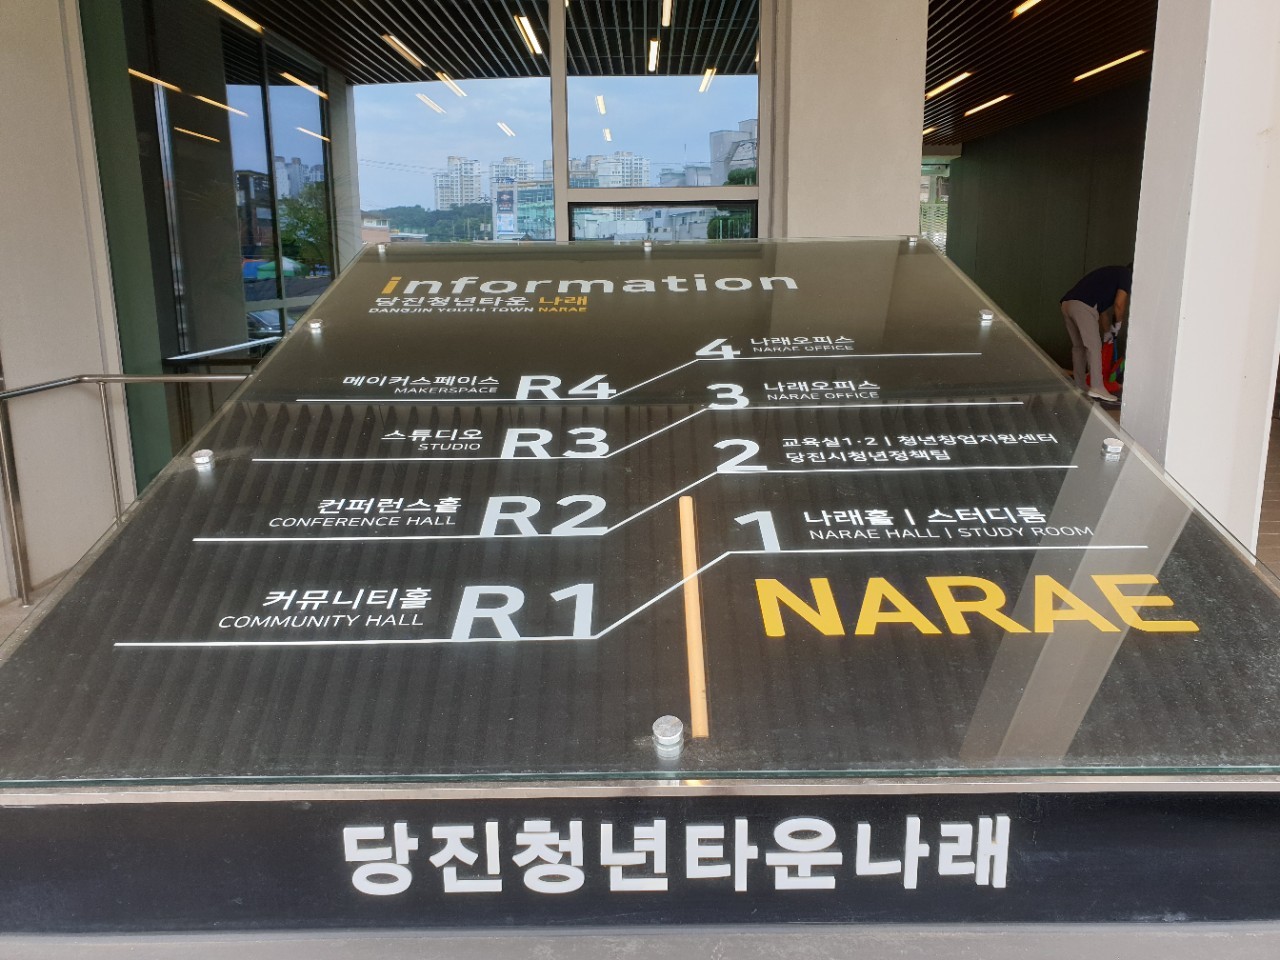 information
당진청년타운 나래
DANGJIN YOUTH TOWN NARAE
4 나래오피스
NARAE OFFICE
메이커스페이스 R4
MAKERSPACE
3 나래오피스
NARAE OFFICE
스튜디오 R3
STUDIO
2 교육실1·2 | 청년창업지원센터
당진시청년정책팀
컨퍼런스홀 R2
CONFERENCE HALL
1 나래홀 | 스터디룸
NARAE HALL | STUDY ROOM
커뮤니티홀 R1
COMMUNITY HALL
NARAE
당진청년타운나래